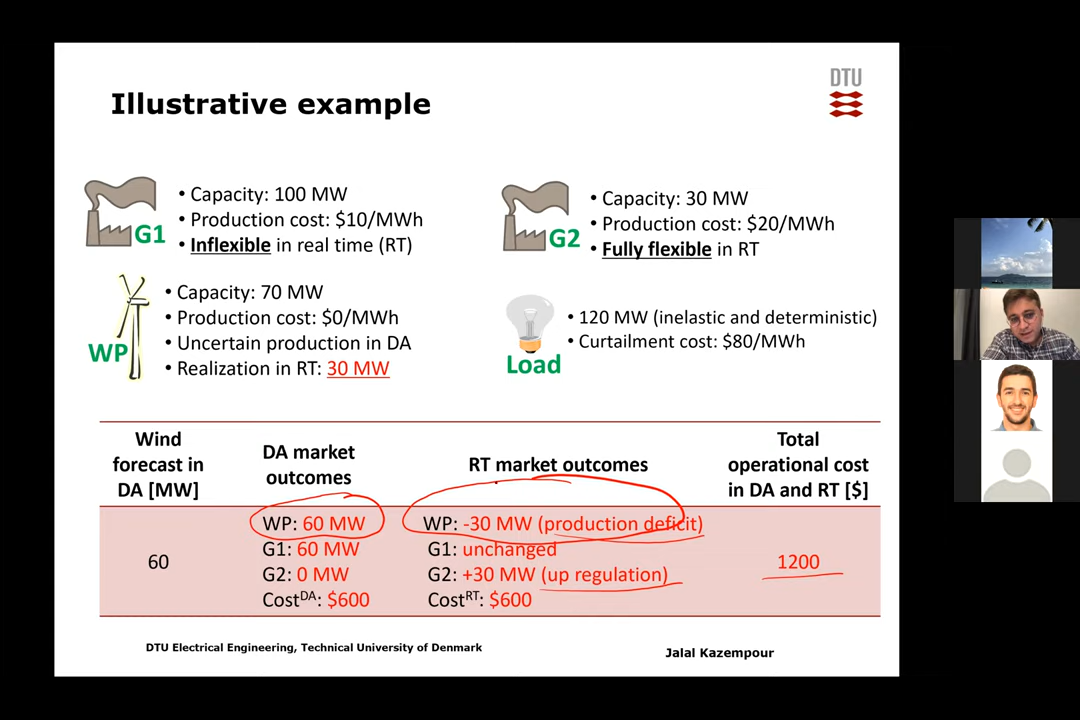 Illustrative example
DTU
• Capacity: 100 MW
• Production cost: $10/MWh
• Inflexible in real time (RT)
G1
• Capacity: 30 MW
• Production cost: $20/MWh
• Fully flexible in RT
G2
• Capacity: 70 MW
• Production cost: $0/MWh
• Uncertain production in DA
• Realization in RT: 30 MW
WP
• 120 MW (inelastic and deterministic)
• Curtailment cost: $80/MWh
Load
Wind
forecast in
DA [MW]
DA market
outcomes
RT market outcomes
Total
operational cost
in DA and RT [$]
60
WP: 60 MW
G1: 60 MW
G2: 0 MW
CostDA: $600
WP: -30 MW (production deficit)
G1: unchanged
G2: +30 MW (up regulation)
CostRT: $600
1200
DTU Electrical Engineering, Technical University of Denmark
Jalal Kazempour